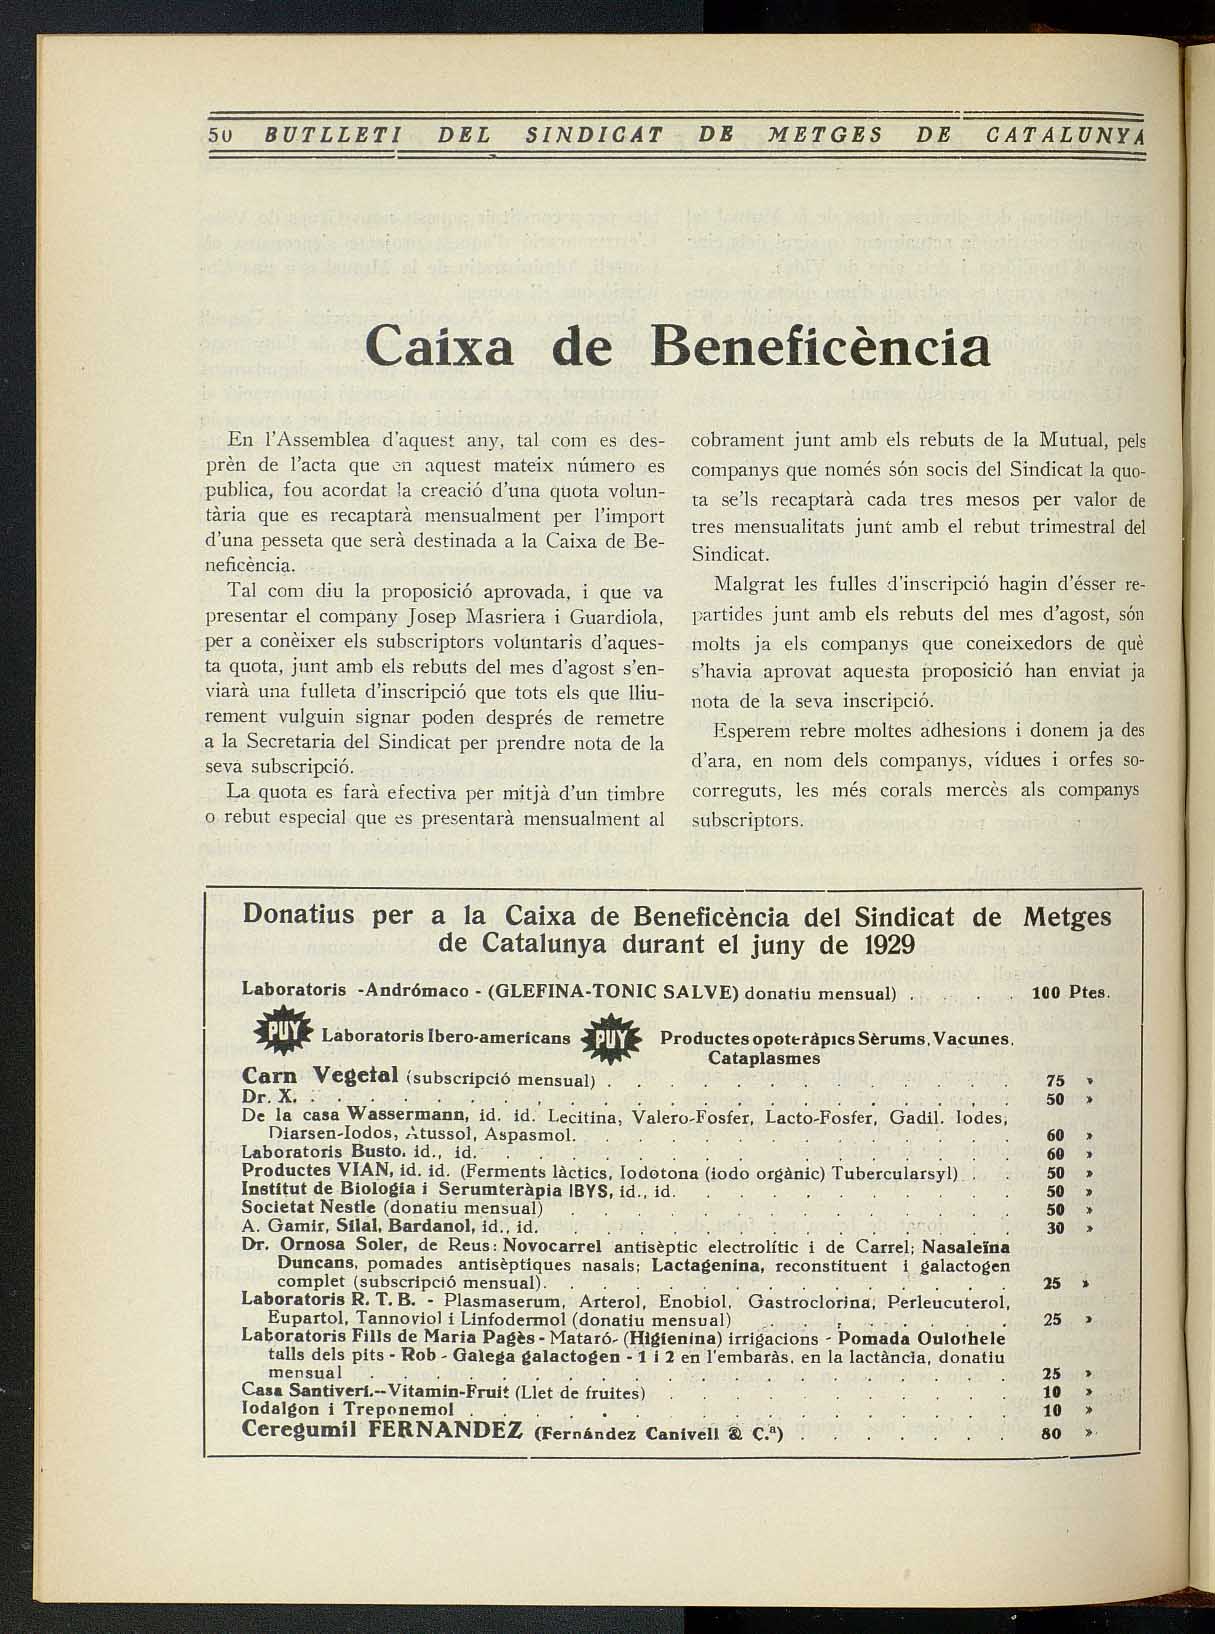 50 BUTLLETI DEL SINDICAT DE METGES DE CATALUNYA
Caixa de Beneficència
En l'Assemblea d'aquest any, tal com es des-
prèn de l'acta que en aquest mateix número es
publica, fou acordat la creació d'una quota volun-
tària que es recaptarà mensualment per l'import
d'una pesseta que serà destinada a la Caixa de Be-
neficència.
Tal com diu la proposició aprovada, i que va
presentar el company Josep Masriera i Guardiola,
per a conèixer els subscriptors voluntaris d'aques-
ta quota, junt amb els rebuts del mes d'agost s'en-
viarà una fulleta d'inscripció que tots els que lliu-
rement vulguin signar poden després de remetre
a la Secretaria del Sindicat per prendre nota de la
seva subscripció.
La quota es farà efectiva per mitjà d'un timbre
o rebut especial que es presentarà mensualment al
cobrament junt amb els rebuts de la Mutual, pels
companys que només són socis del Sindicat la quo-
ta se'ls recaptarà cada tres mesos per valor de
tres mensualitats junt amb el rebut trimestral del
Sindicat.
Malgrat les fulles d'inscripció hagin d'ésser re-
partides junt amb els rebuts del mes d'agost, són
molts ja els companys que coneixedors de què
s'havia aprovat aquesta proposició han enviat ja
nota de la seva inscripció.
Esperem rebre moltes adhesions i donem ja des
d'ara, en nom dels companys, vídues i orfes so-
correguts, les més corals mercès als companys
subscriptors.
Donatius per a la Caixa de Beneficència del Sindicat de Metges
de Catalunya durant el juny de 1929
Laboratoris -Andrómaco - (GLEFINA-TONIC SALVE) donatiu mensual) . . . . 100 Ptes.
PUY Laboratoris Ibero-americans PUY Productes opoteràpics Sèrums, Vacunes,
Cataplasmes
Carn Vegetal (subscripció mensual) . . . . . . . . . . . . . 75 »
Dr. X. . . . . . . . . . . . . . . . . . . . . . 50 »
De la casa Wassermann, id. id. Lecitina, Valero-Fosfer, Lacto-Fosfer, Gadil. Iodes,
Diarsen-Iodos, Atussol, Aspasmol. . . . . . . . . . . . . . 60 »
Laboratoris Busto. id., id. . . . . . . . . . . . . . . . 60 »
Productes VIAN, id. id. (Ferments làctics, Iodotona (iodo orgànic) Tubercularsyl) . . 50 »
Institut de Biologia i Serumteràpia IBYS, id., id. . . . . . . . . . . 50 »
Societat Nestle (donatiu mensual) . . . . . . . . . . . . . . 50 »
A. Gamir, Silal, Bardanol, id., id. . . . . . . . . . . . . . . 30 »
Dr. Ornosa Soler, de Reus: Novocarrel antisèptic electrolític i de Carrel; Nasaleïna
Duncans, pomades antisèptiques nasals; Lactagenina, reconstituent i galactogen
complet (subscripció mensual). . . . . . . . . . . . . . . 25 »
Laboratoris R. T. B. - Plasmaserum, Arterol, Enobiol, Gastroclorina, Perleucuterol,
Eupartol, Tannoviol i Linfodermol (donatiu mensual) . . . . . . . . 25 »
Laboratoris Fills de Maria Pagès - Mataró- (Higienina) irrigacions - Pomada Oulothele
talls dels pits - Rob - Galega galactogen - 1 i 2 en l'embaràs, en la lactància, donatiu
mensual . . . . . . . . . . . . . . . . . . . . 25 »
Casa Santiveri.--Vitamin-Fruit (Llet de fruites) . . . . . . . . . . . 10 »
Iodalgon i Treponemol . . . . . . . . . . . . . . . . . 10 »
Ceregumil FERNANDEZ (Fernández Canivell & C.ª) . . . . . . . 80 »